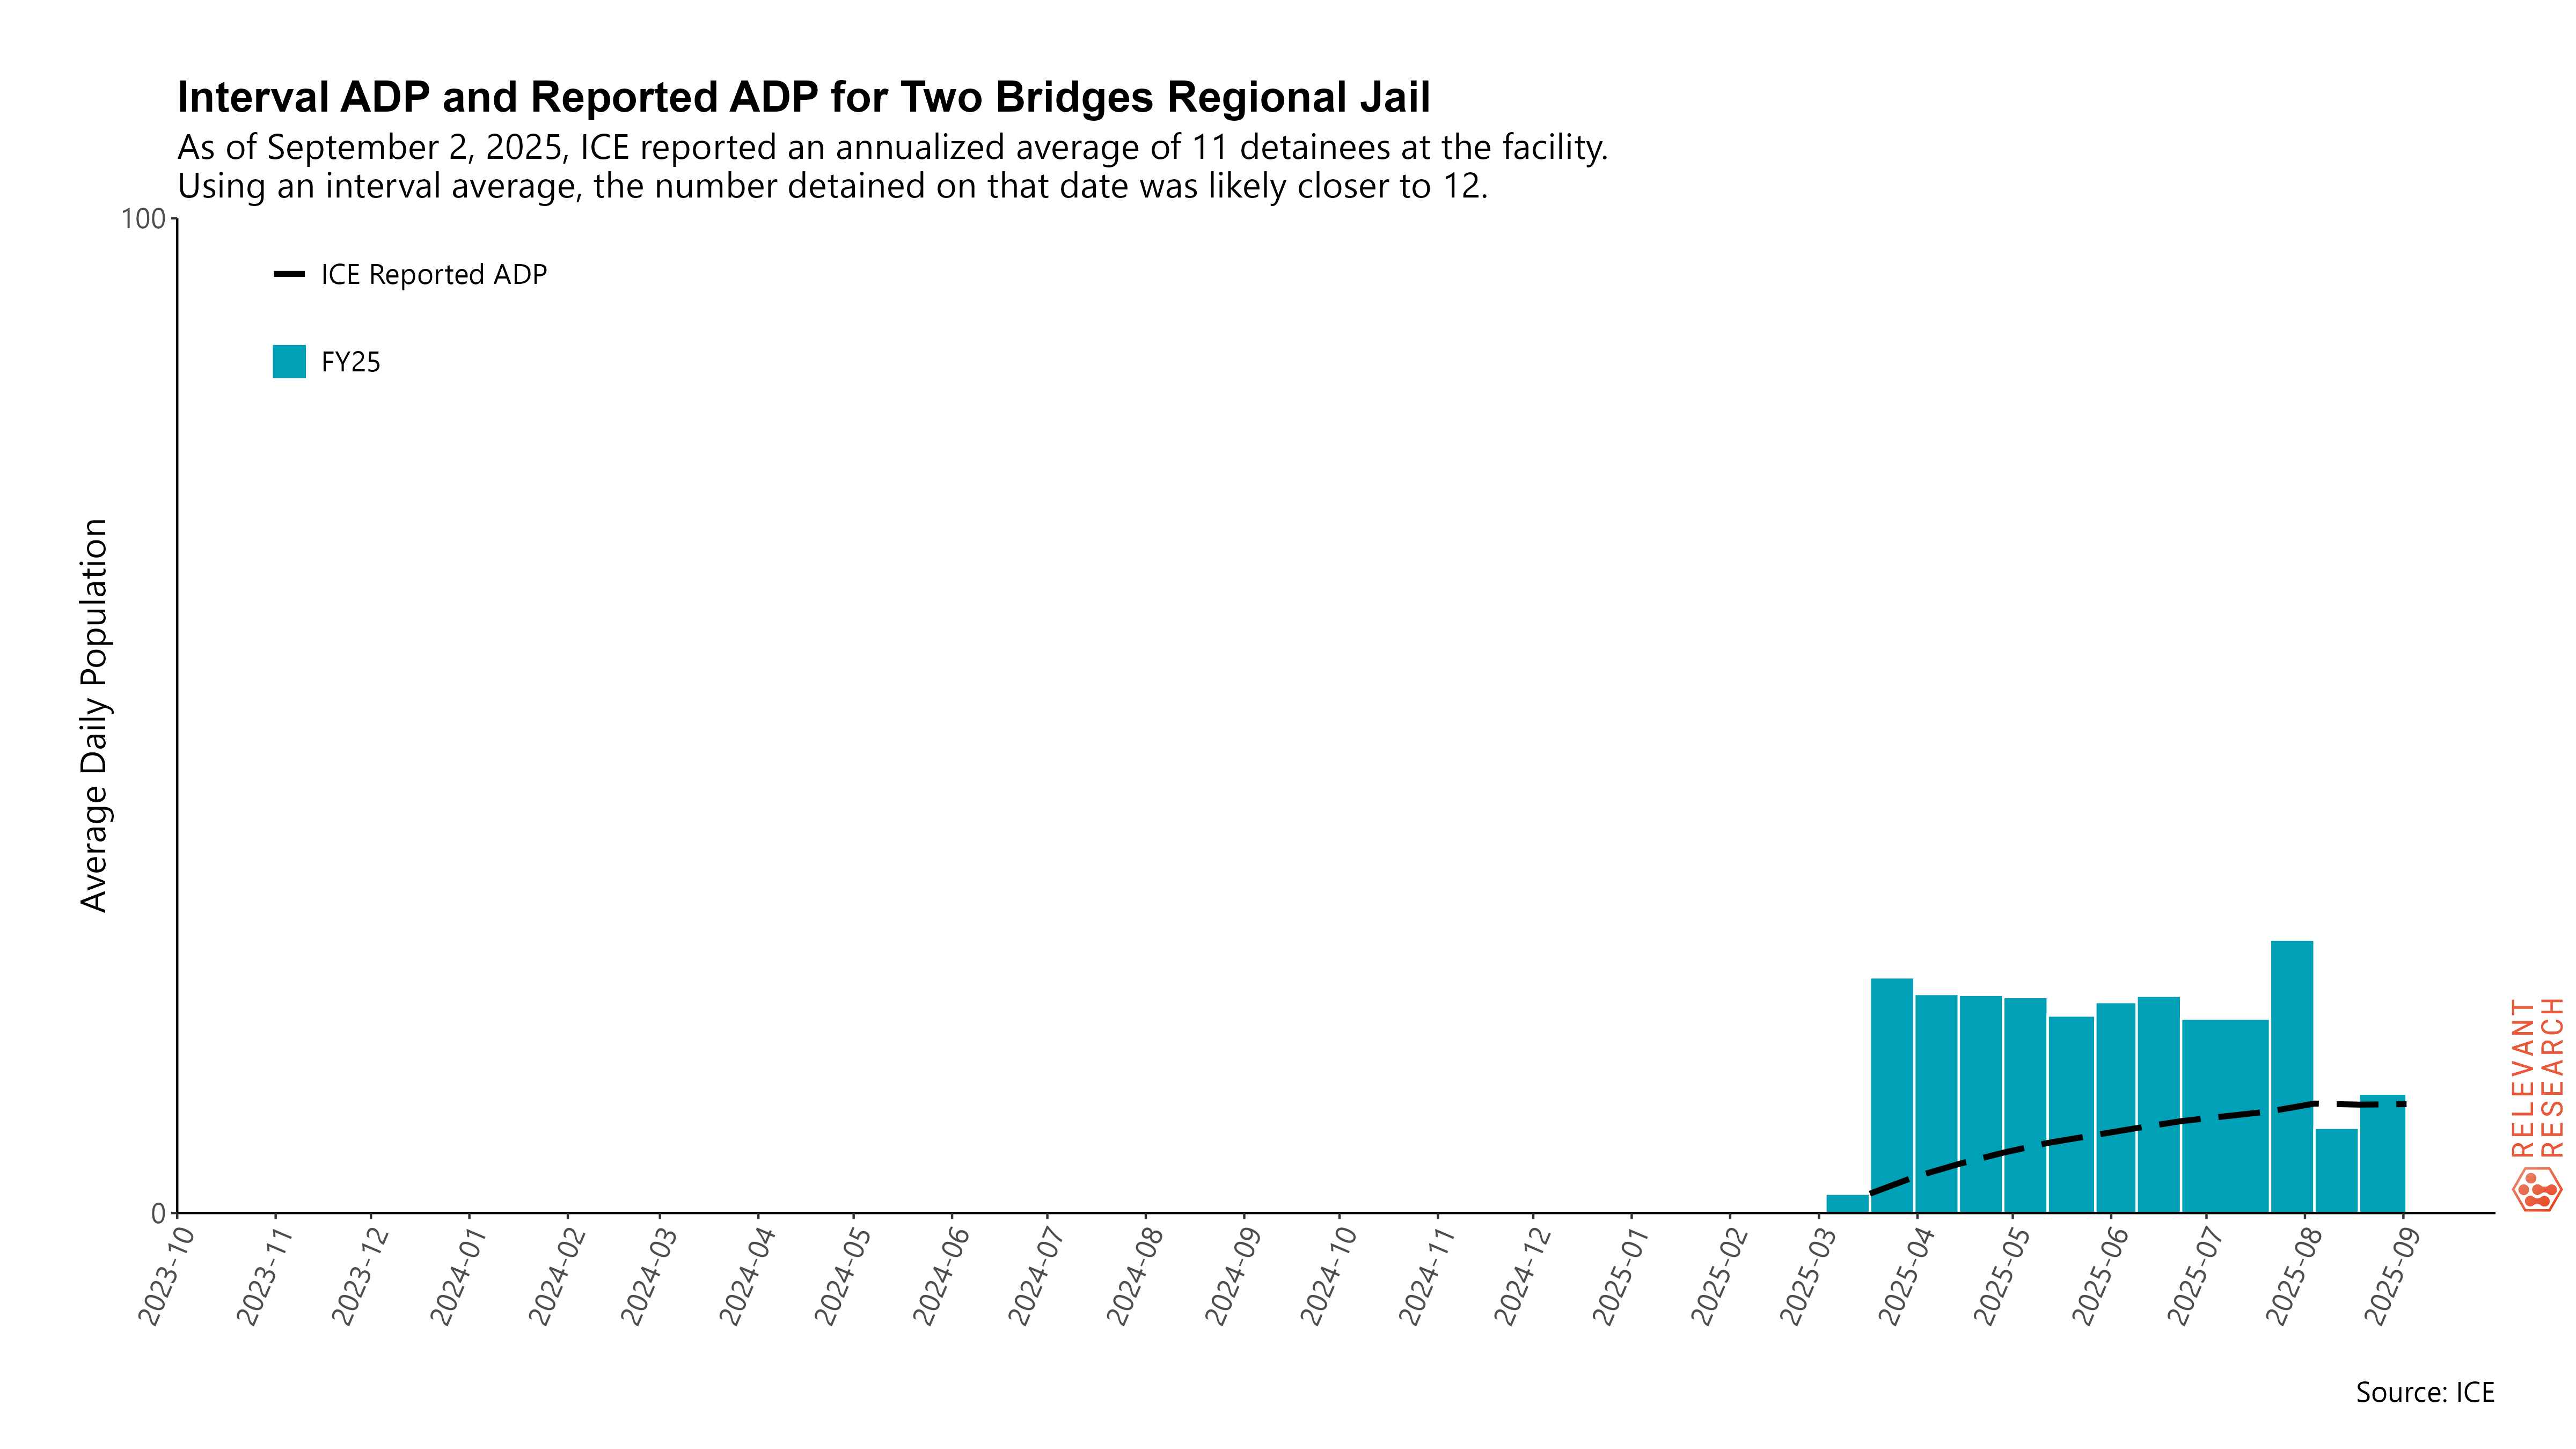 Interval ADP and Reported ADP for Two Bridges Regional Jail
As of September 2, 2025, ICE reported an annualized average of 11 detainees at the facility.
Using an interval average, the number detained on that date was likely closer to 12.
100
ICE Reported ADP
FY25
Average Daily Population
0
2023-10
2023-11
2023-12
2024-01
2024-02
2024-03
2024-04
2024-05
2024-06
2024-07
2024-08
2024-09
2024-10
2024-11
2024-12
2025-01
2025-02
2025-03
2025-04
2025-05
2025-06
2025-07
2025-08
2025-09
RELEVANT
RESEARCH
Source: ICE